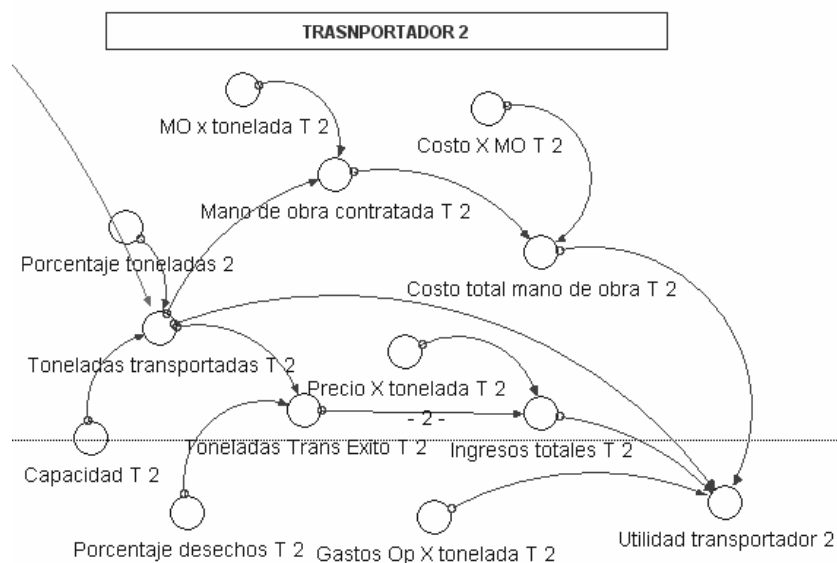 TRASNPORTADOR 2
MO x tonelada T 2
Costo X MO T 2
Mano de obra contratada T 2
Porcentaje toneladas 2
Costo total mano de obra T 2
Toneladas transportadas T 2
Precio X tonelada T 2
- 2 -
Toneladas Trans Exito T 2
Ingresos totales T 2
Capacidad T 2
Porcentaje desechos T 2
Gastos Op X tonelada T 2
Utilidad transportador 2